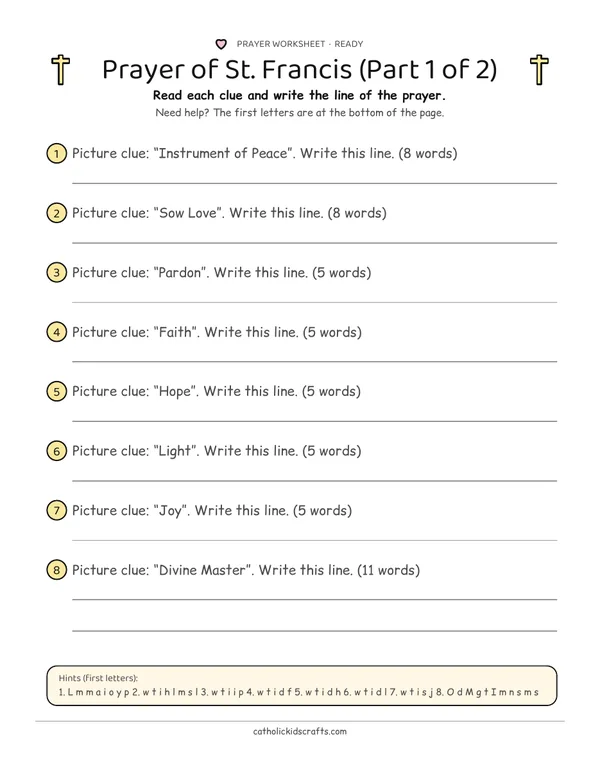 PRAYER WORKSHEET · READY
Prayer of St. Francis (Part 1 of 2)
Read each clue and write the line of the prayer.
Need help? The first letters are at the bottom of the page.
1 Picture clue: “Instrument of Peace”. Write this line. (8 words)
2 Picture clue: “Sow Love”. Write this line. (8 words)
3 Picture clue: “Pardon”. Write this line. (5 words)
4 Picture clue: “Faith”. Write this line. (5 words)
5 Picture clue: “Hope”. Write this line. (5 words)
6 Picture clue: “Light”. Write this line. (5 words)
7 Picture clue: “Joy”. Write this line. (5 words)
8 Picture clue: “Divine Master”. Write this line. (11 words)
Hints (first letters):
1. L m m a i o y p 2. w t i h l m s l 3. w t i i p 4. w t i d f 5. w t i d h 6. w t i d l 7. w t i s j 8. O d M g t I m n s m s
catholickidscrafts.com